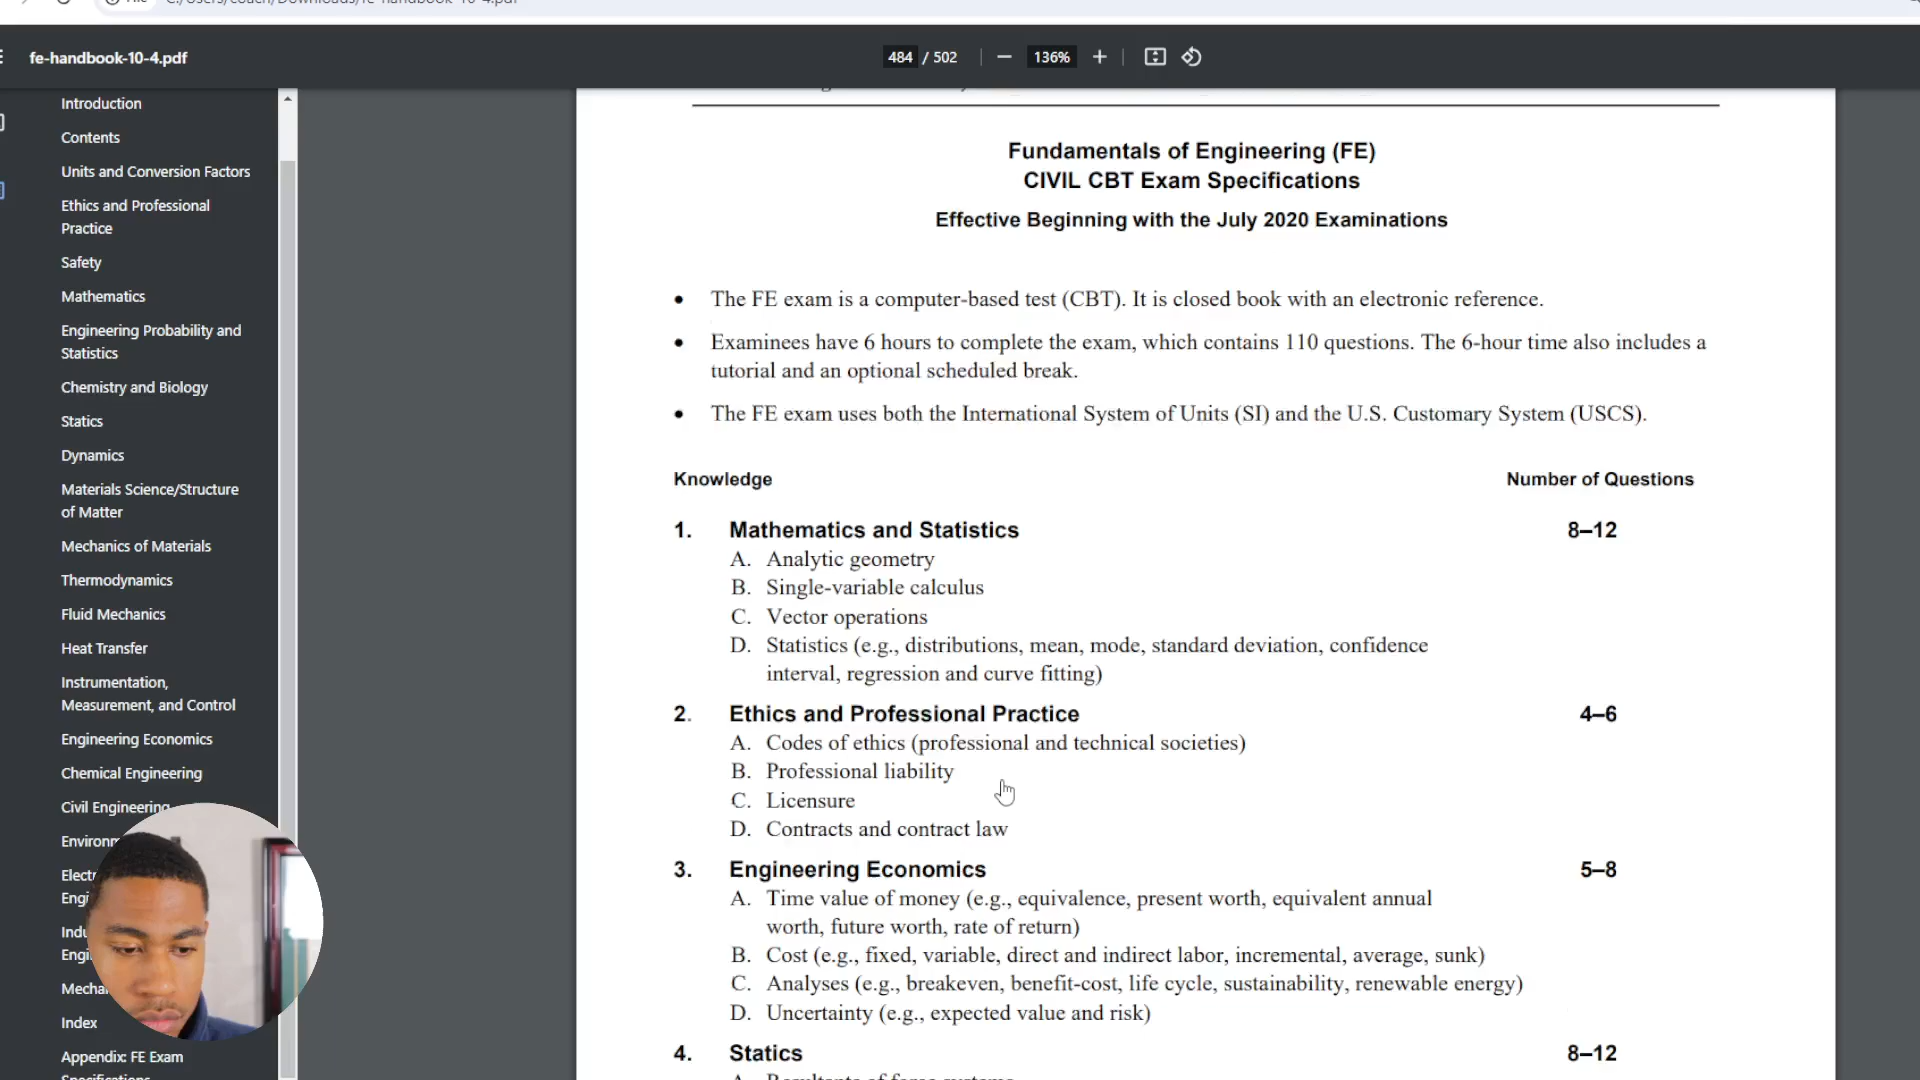 fe-handbook-10-4.pdf
484 / 502
136%
Introduction
Contents
Units and Conversion Factors
Ethics and Professional
Practice
Safety
Mathematics
Engineering Probability and
Statistics
Chemistry and Biology
Statics
Dynamics
Materials Science/Structure
of Matter
Mechanics of Materials
Thermodynamics
Fluid Mechanics
Heat Transfer
Instrumentation,
Measurement, and Control
Engineering Economics
Chemical Engineering
Civil Engineering
Index
Appendix: FE Exam
Fundamentals of Engineering (FE)
CIVIL CBT Exam Specifications
Effective Beginning with the July 2020 Examinations
• The FE exam is a computer-based test (CBT). It is closed book with an electronic reference.
• Examinees have 6 hours to complete the exam, which contains 110 questions. The 6-hour time also includes a
tutorial and an optional scheduled break.
• The FE exam uses both the International System of Units (SI) and the U.S. Customary System (USCS).
Knowledge Number of Questions
1. Mathematics and Statistics 8–12
A. Analytic geometry
B. Single-variable calculus
C. Vector operations
D. Statistics (e.g., distributions, mean, mode, standard deviation, confidence
interval, regression and curve fitting)
2. Ethics and Professional Practice 4–6
A. Codes of ethics (professional and technical societies)
B. Professional liability
C. Licensure
D. Contracts and contract law
3. Engineering Economics 5–8
A. Time value of money (e.g., equivalence, present worth, equivalent annual
worth, future worth, rate of return)
B. Cost (e.g., fixed, variable, direct and indirect labor, incremental, average, sunk)
C. Analyses (e.g., breakeven, benefit-cost, life cycle, sustainability, renewable energy)
D. Uncertainty (e.g., expected value and risk)
4. Statics 8–12